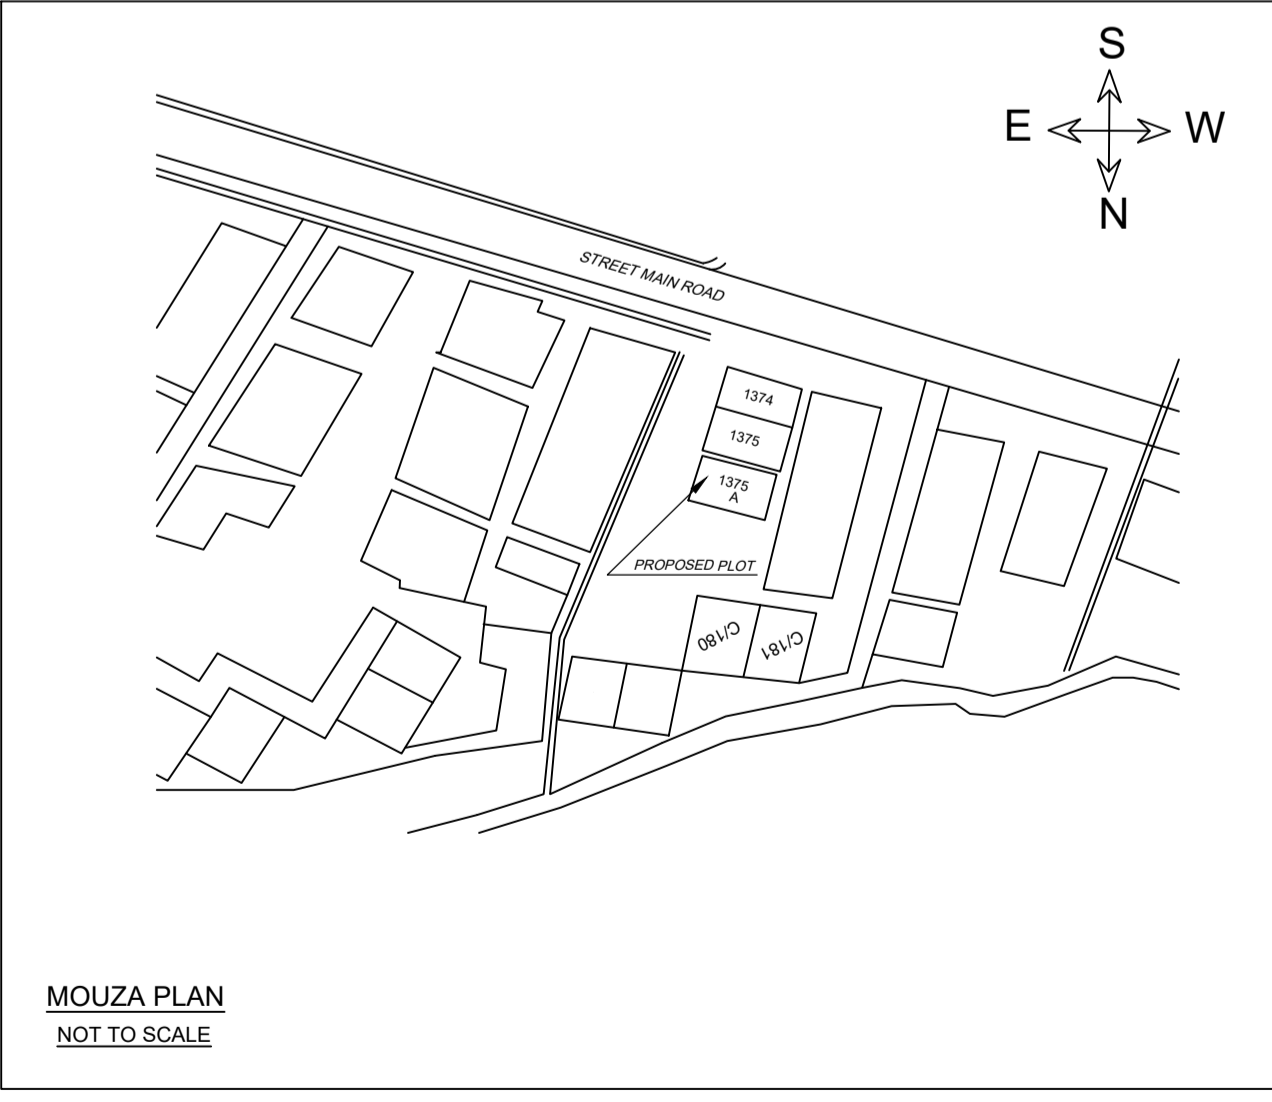 S
E
W
N
STREET MAIN ROAD
1374
1375
1375
A
PROPOSED PLOT
C/180
C/181
MOUZA PLAN
NOT TO SCALE